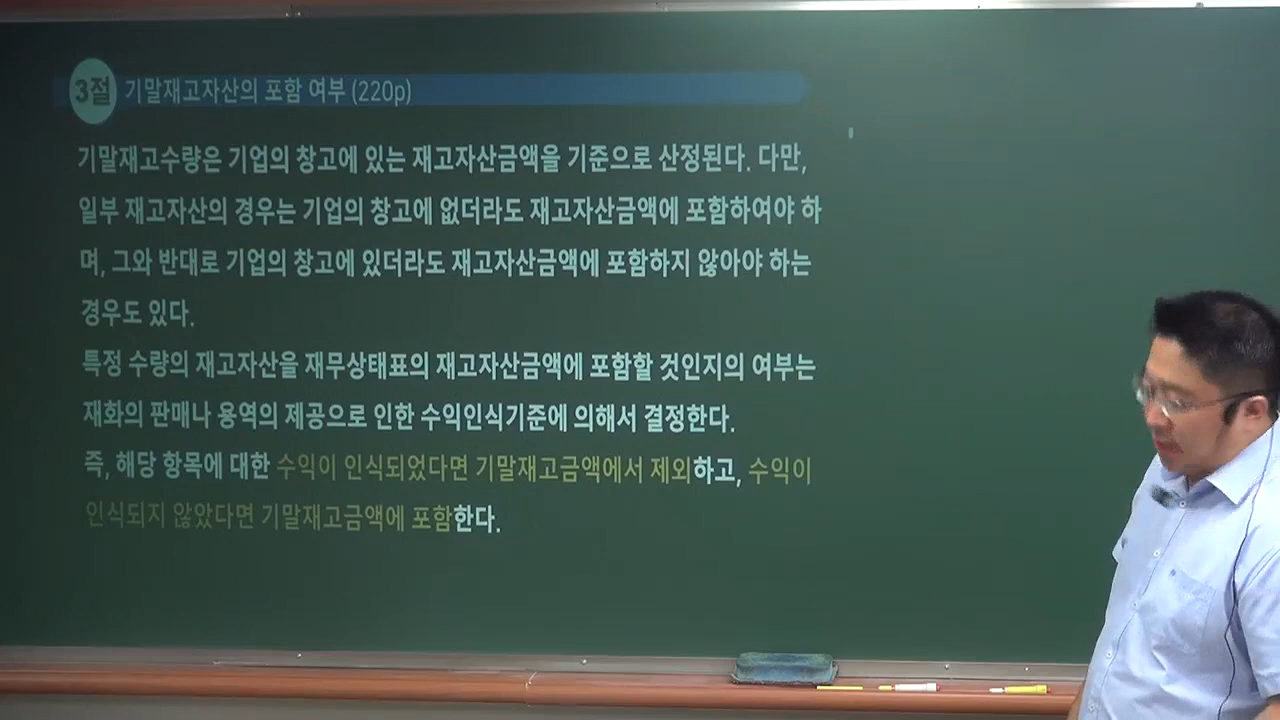 3절 기말재고자산의 포함 여부 (220p)
기말재고수량은 기업의 창고에 있는 재고자산금액을 기준으로 산정된다. 다만,
일부 재고자산의 경우는 기업의 창고에 없더라도 재고자산금액에 포함하여야 하
며, 그와 반대로 기업의 창고에 있더라도 재고자산금액에 포함하지 않아야 하는
경우도 있다.
특정 수량의 재고자산을 재무상태표의 재고자산금액에 포함할 것인지의 여부는
재화의 판매나 용역의 제공으로 인한 수익인식기준에 의해서 결정한다.
즉, 해당 항목에 대한 수익이 인식되었다면 기말재고금액에서 제외하고, 수익이
인식되지 않았다면 기말재고금액에 포함한다.